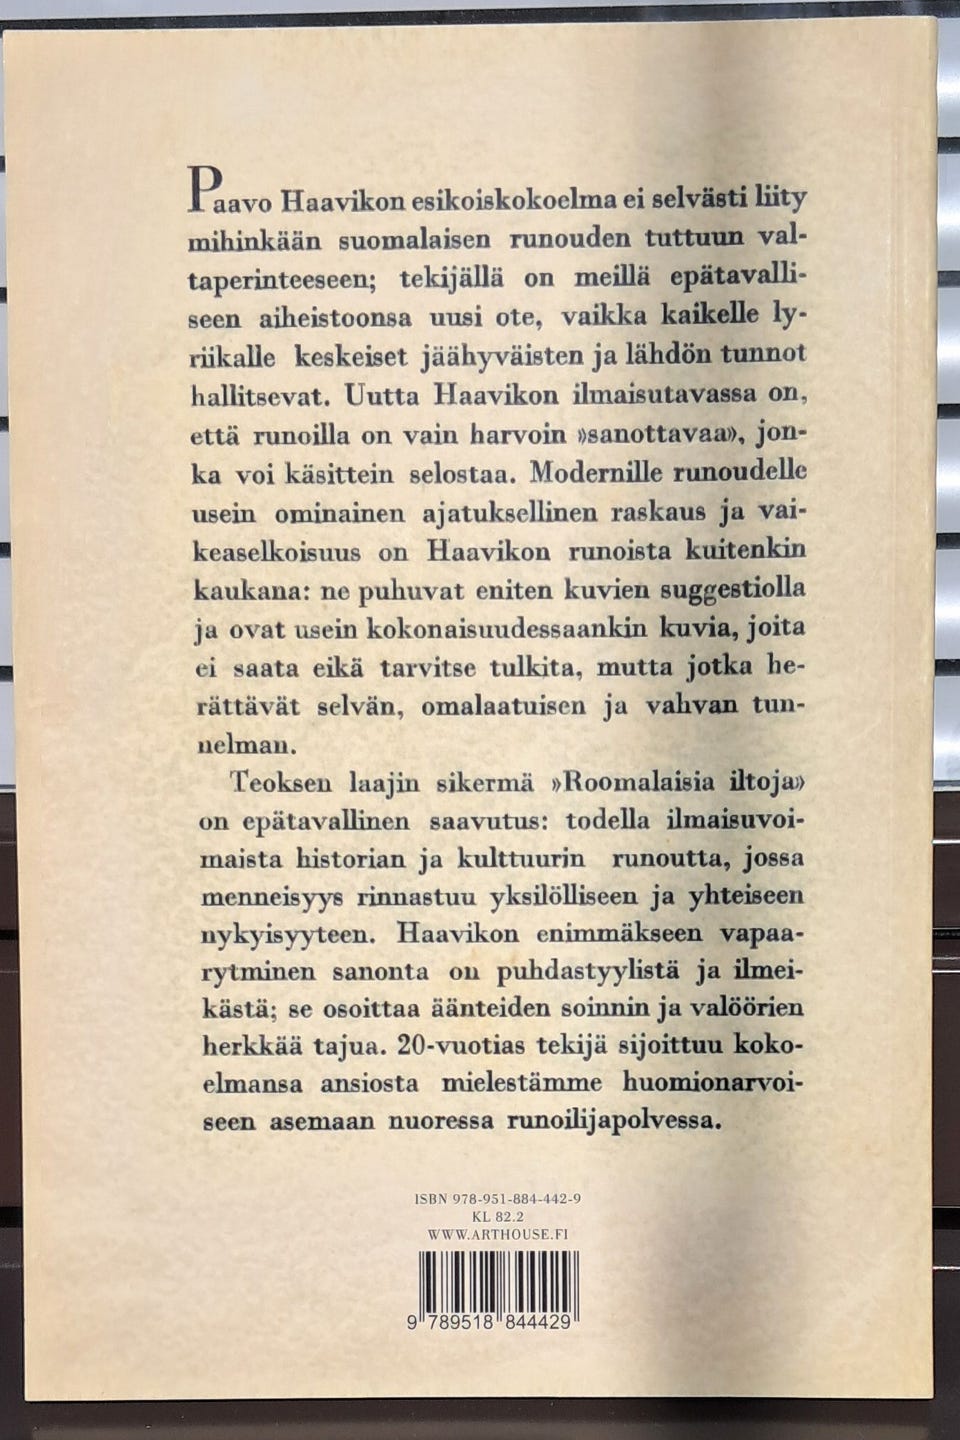 Paavo Haavikon esikoiskokoelma ei selvästi liity
mihinkään suomalaisen runouden tuttuun val-
taperinteeseen; tekijällä on meillä epätavalli-
seen aiheistoonsa uusi ote, vaikka kaikelle ly-
riikalle keskeiset jäähyväisten ja lähdön tunnot
hallitsevat. Uutta Haavikon ilmaisutavassa on,
että runoilla on vain harvoin »sanottavaa», jon-
ka voi käsittein selostaa. Modernille runoudelle
usein ominainen ajatuksellinen raskaus ja vai-
keaselkoisuus on Haavikon runoista kuitenkin
kaukana: ne puhuvat eniten kuvien suggestiolla
ja ovat usein kokonaisuudessaankin kuvia, joita
ei saata eikä tarvitse tulkita, mutta jotka he-
rättävät selvän, omalaatuisen ja vahvan tun-
nelman.
Teoksen laajin sikermä »Roomalaisia iltoja»
on epätavallinen saavutus: todella ilmaisuvoi-
maista historian ja kulttuurin runoutta, jossa
menneisyys rinnastuu yksilölliseen ja yhteiseen
nykyisyyteen. Haavikon enimmäkseen vapaa-
rytminen sanonta on puhdastyylistä ja ilmei-
kästä; se osoittaa äänteiden soinnin ja valöörien
herkkää tajua. 20-vuotias tekijä sijoittuu koko-
elmansa ansiosta mielestämme huomionarvoi-
seen asemaan nuoressa runoilijapolvessa.
ISBN 978-951-884-442-9
KL 82.2
WWW.ARTHOUSE.FI
9 789518 844429